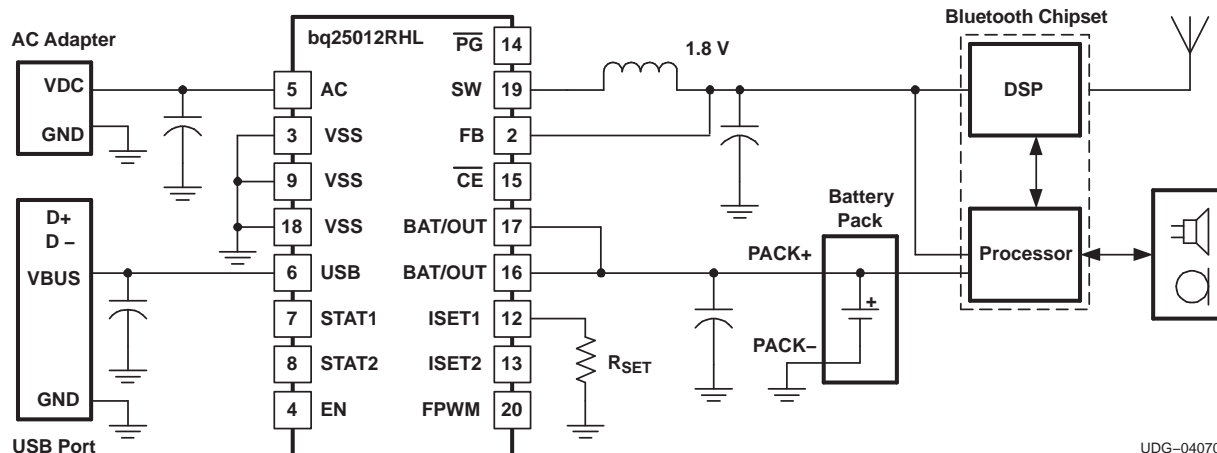 Bluetooth Chipset
AC Adapter
bq25012RHL
PG 14
1.8 V
VDC
5 AC
SW 19
DSP
GND
3 VSS
FB 2
9 VSS
CE 15
Battery
Pack
D+
D –
18 VSS
BAT/OUT 17
Processor
VBUS
6 USB
BAT/OUT 16
PACK+
+
7 STAT1
ISET1 12
PACK–
8 STAT2
ISET2 13
RSET
GND
4 EN
FPWM 20
USB Port
UDG–04070